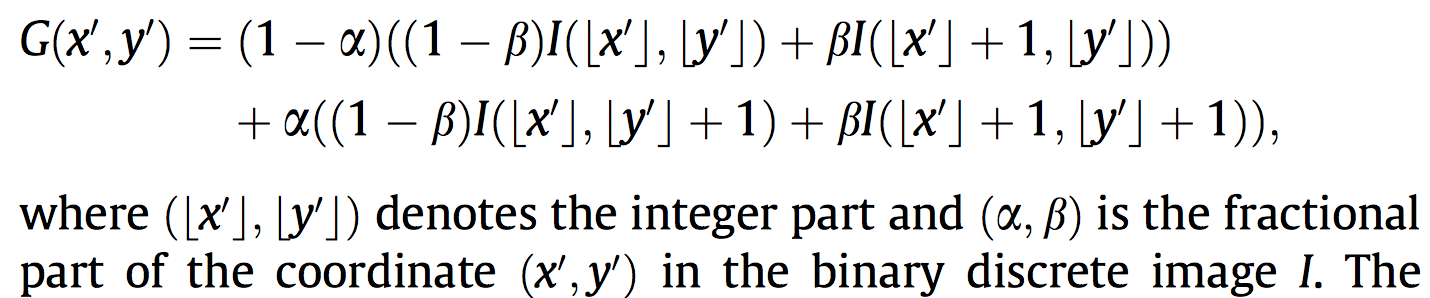 G(x′, y′) = (1 − α)((1 − β)I(⌊x′⌋, ⌊y′⌋) + βI(⌊x′⌋ + 1, ⌊y′⌋))
+ α((1 − β)I(⌊x′⌋, ⌊y′⌋ + 1) + βI(⌊x′⌋ + 1, ⌊y′⌋ + 1)),
where (⌊x′⌋, ⌊y′⌋) denotes the integer part and (α, β) is the fractional
part of the coordinate (x′, y′) in the binary discrete image I. The